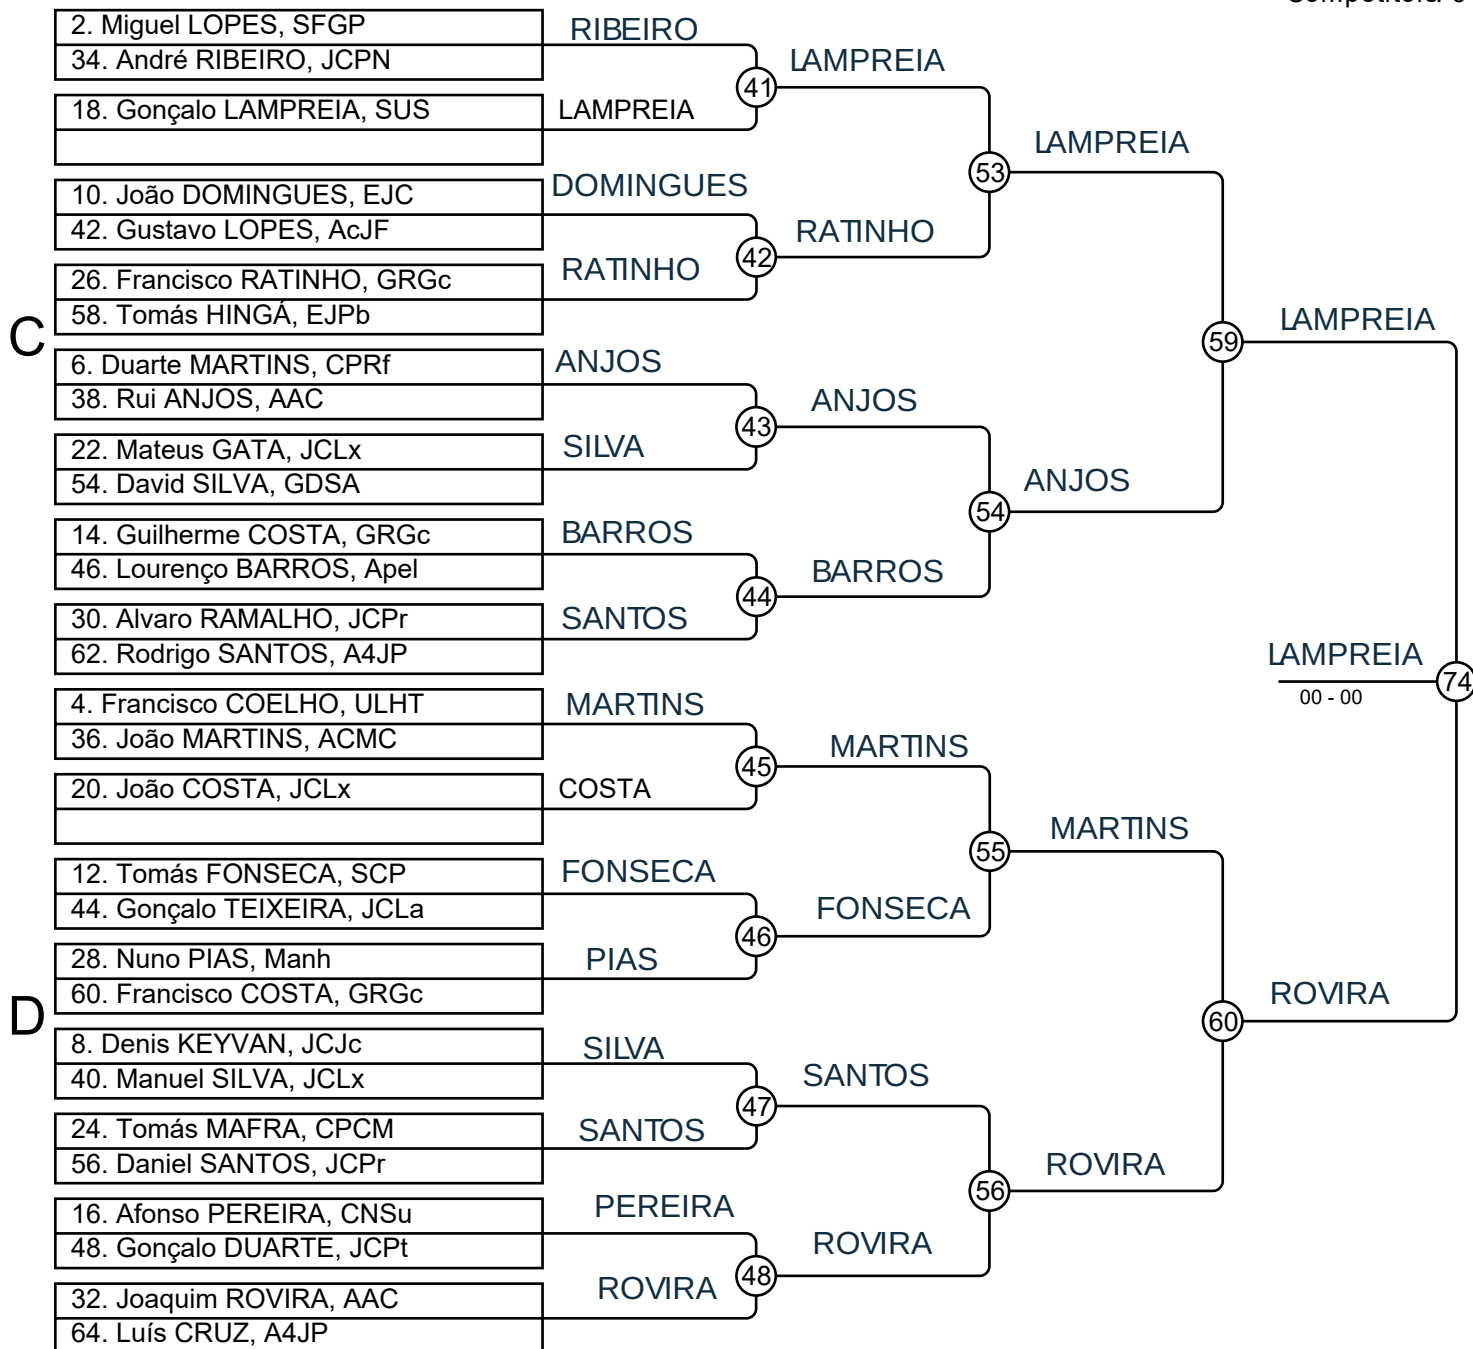 2. Miguel LOPES, SFGP
34. André RIBEIRO, JCPN
18. Gonçalo LAMPREIA, SUS
10. João DOMINGUES, EJC
42. Gustavo LOPES, AcJF
26. Francisco RATINHO, GRGc
58. Tomás HINGÁ, EJPb
C
6. Duarte MARTINS, CPRf
38. Rui ANJOS, AAC
22. Mateus GATA, JCLx
54. David SILVA, GDSA
14. Guilherme COSTA, GRGc
46. Lourenço BARROS, Apel
30. Alvaro RAMALHO, JCPr
62. Rodrigo SANTOS, A4JP
4. Francisco COELHO, ULHT
36. João MARTINS, ACMC
20. João COSTA, JCLx
12. Tomás FONSECA, SCP
44. Gonçalo TEIXEIRA, JCLa
28. Nuno PIAS, Manh
60. Francisco COSTA, GRGc
D
8. Denis KEYVAN, JCJc
40. Manuel SILVA, JCLx
24. Tomás MAFRA, CPCM
56. Daniel SANTOS, JCPr
16. Afonso PEREIRA, CNSu
48. Gonçalo DUARTE, JCPt
32. Joaquim ROVIRA, AAC
64. Luís CRUZ, A4JP
RIBEIRO
LAMPREIA
DOMINGUES
RATINHO
ANJOS
SILVA
BARROS
SANTOS
MARTINS
COSTA
FONSECA
PIAS
SILVA
SANTOS
PEREIRA
ROVIRA
41
42
43
44
45
46
47
48
LAMPREIA
RATINHO
ANJOS
BARROS
MARTINS
FONSECA
SANTOS
ROVIRA
53
54
55
56
LAMPREIA
ANJOS
MARTINS
ROVIRA
59
60
LAMPREIA
ROVIRA
LAMPREIA
74
00 - 00